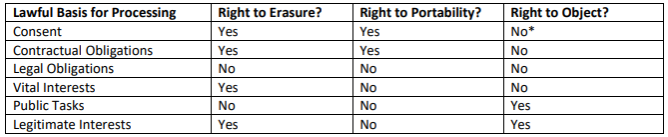 Lawful Basis for Processing Right to Erasure? Right to Portability? Right to Object?
Consent Yes Yes No*
Contractual Obligations Yes Yes No
Legal Obligations No No No
Vital Interests Yes No No
Public Tasks No No Yes
Legitimate Interests Yes No Yes